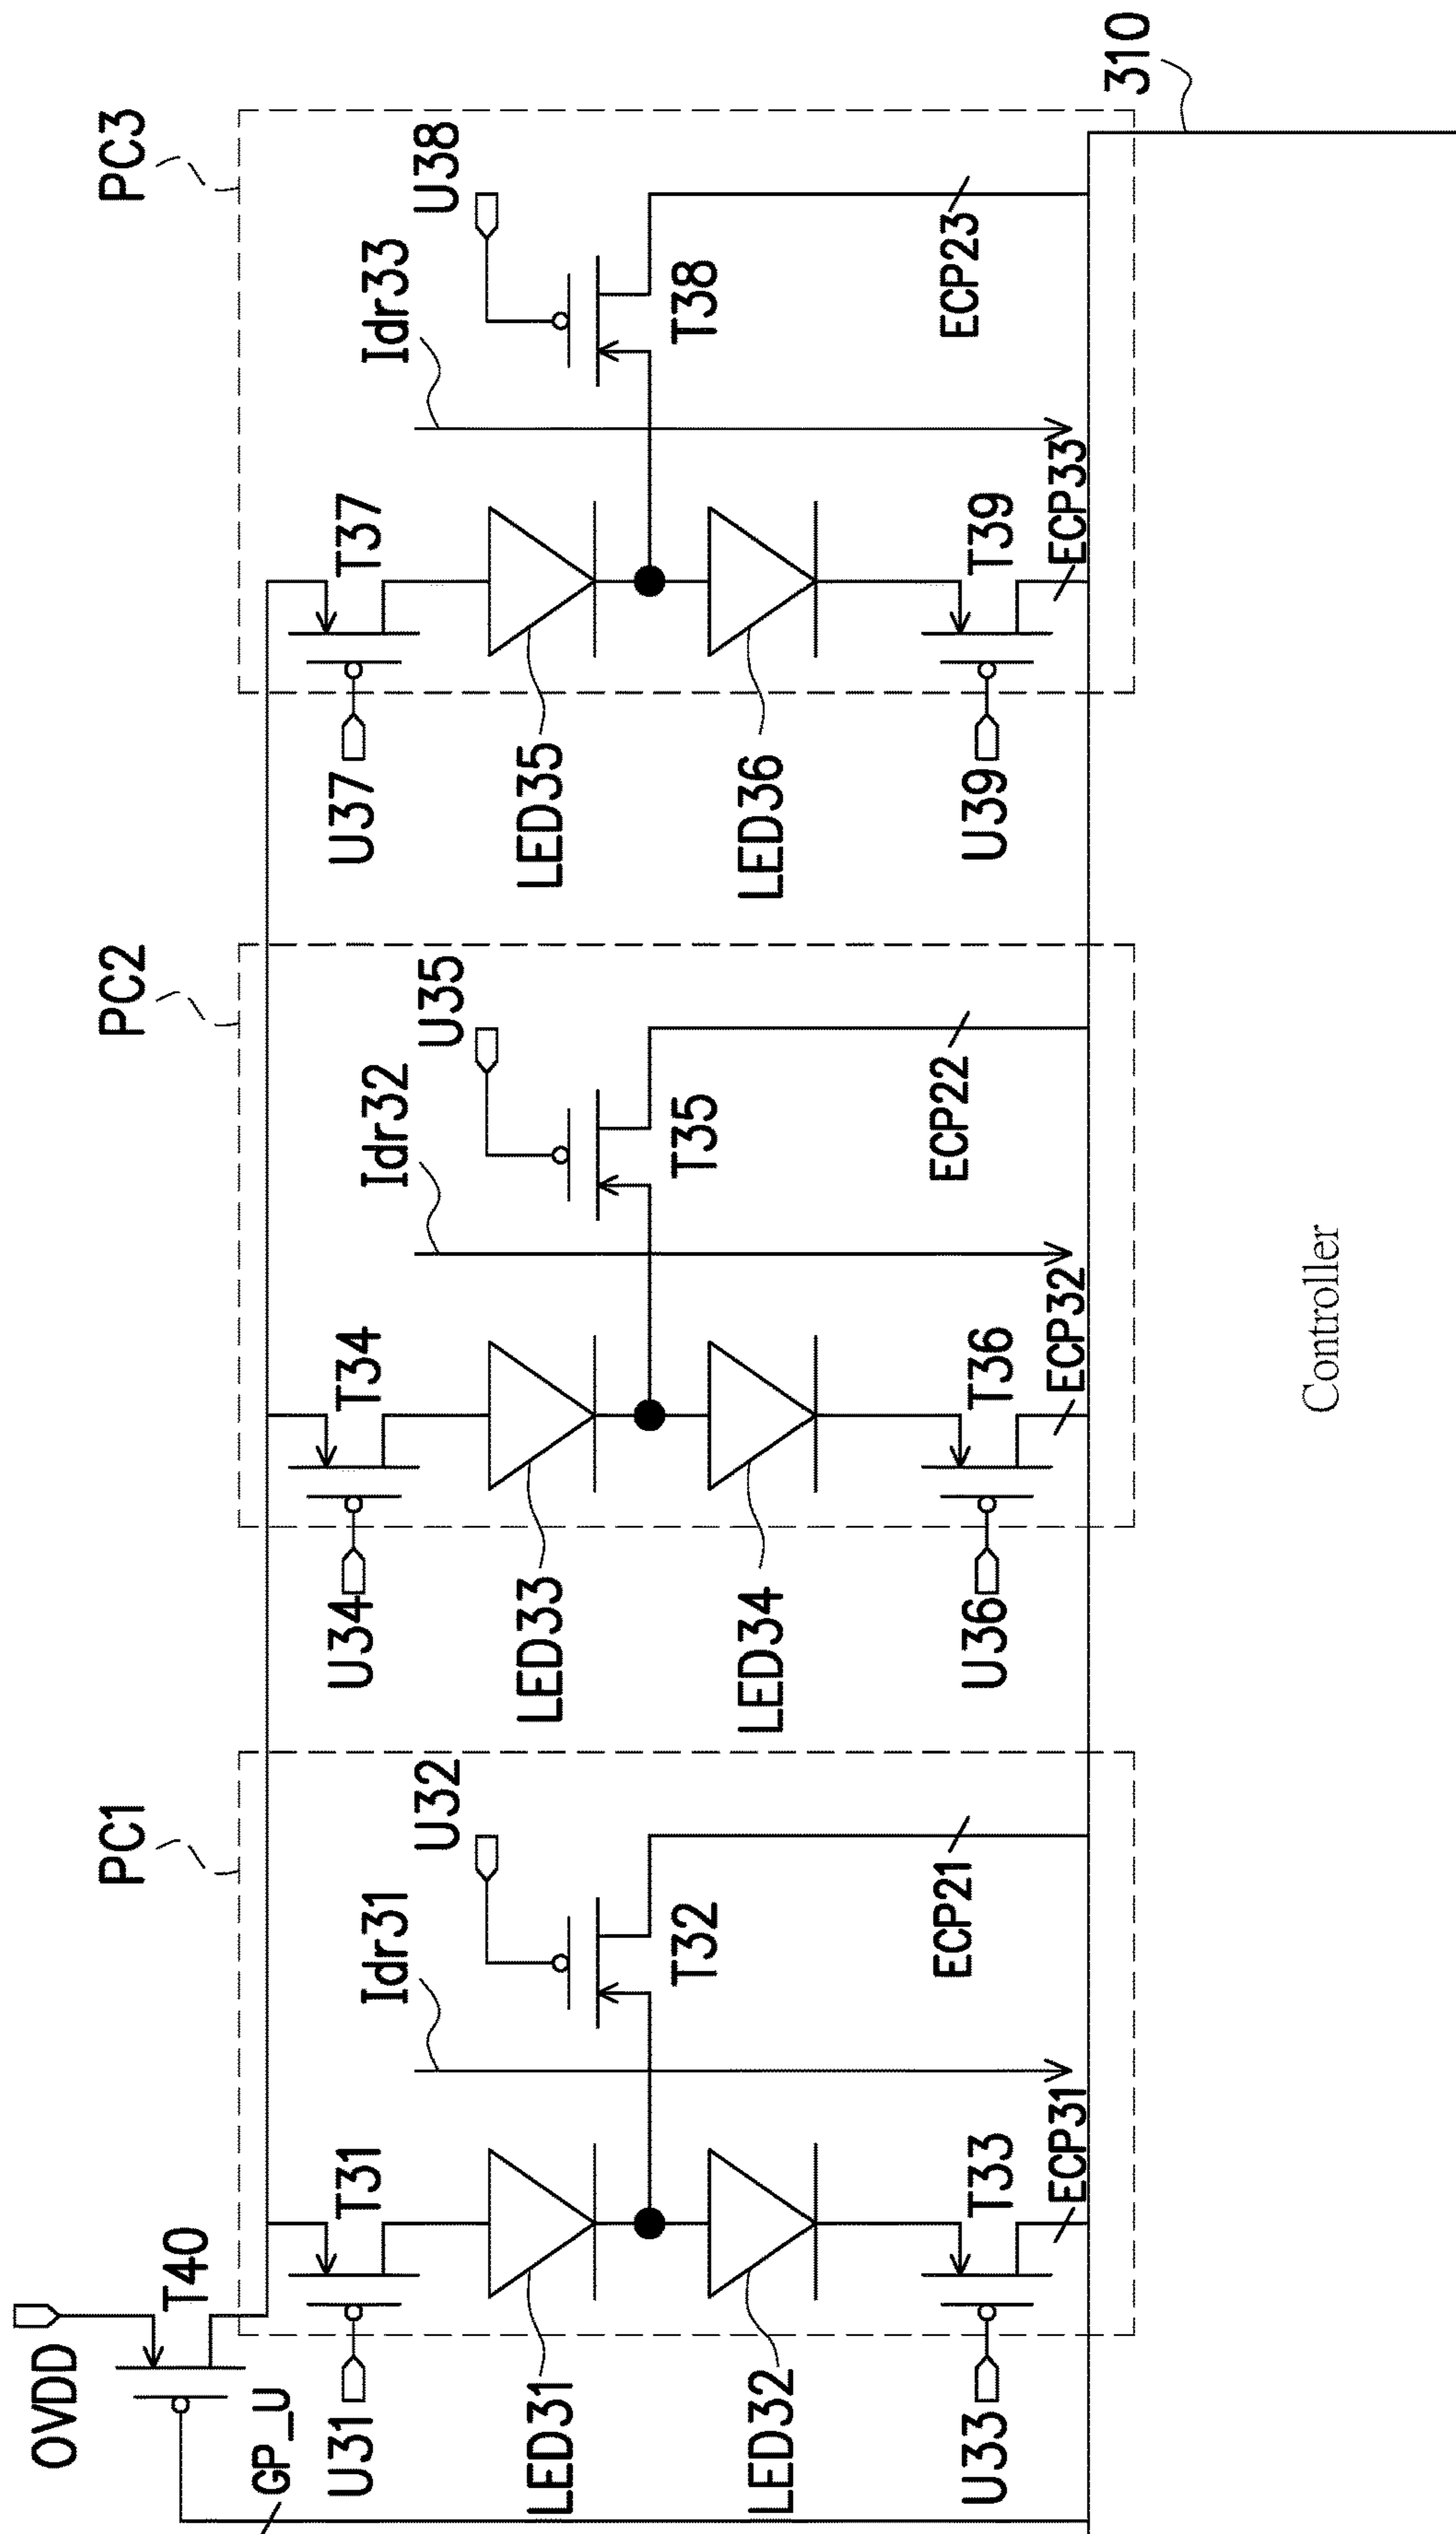 OVDD
T40
GP_U
PC1
U31
T31
Idr31
U32
LED31
T32
LED32
U33
T33
ECP21
ECP31
PC2
U34
T34
Idr32
U35
LED33
T35
LED34
U36
T36
ECP22
ECP32
PC3
U37
T37
Idr33
U38
LED35
T38
LED36
U39
T39
ECP23
ECP33
310
Controller